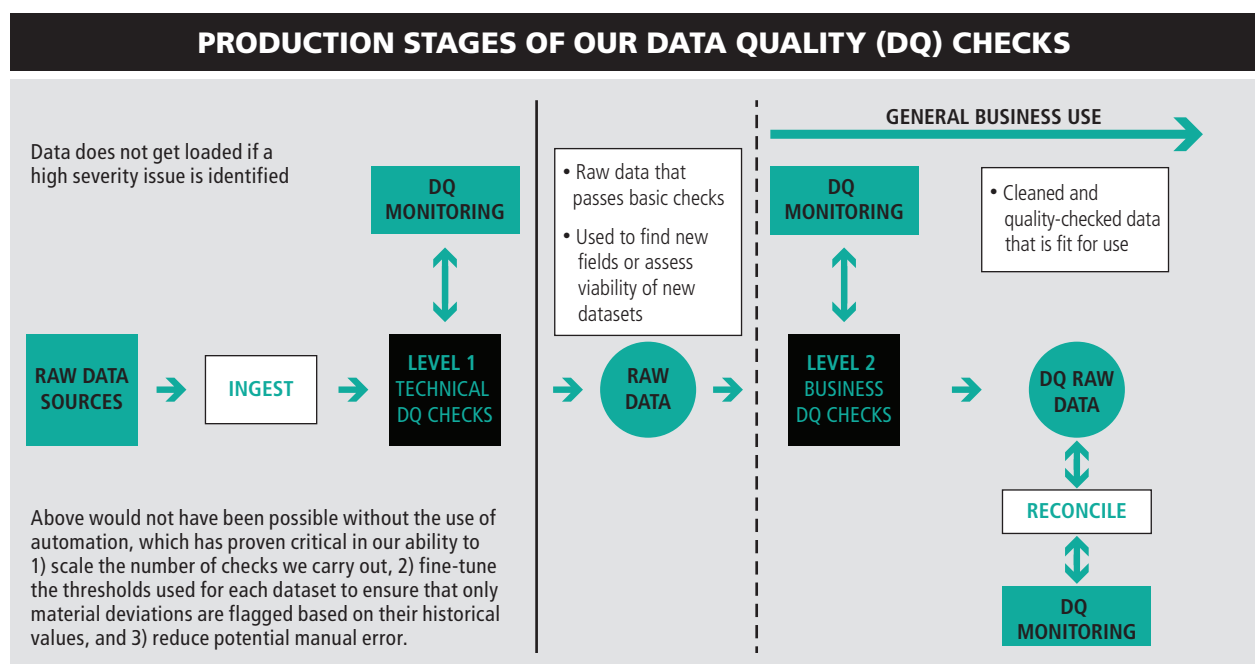 PRODUCTION STAGES OF OUR DATA QUALITY (DQ) CHECKS
Data does not get loaded if a
high severity issue is identified
DQ
MONITORING
RAW DATA
SOURCES
INGEST
LEVEL 1
TECHNICAL
DQ CHECKS
Above would not have been possible without the use of
automation, which has proven critical in our ability to
1) scale the number of checks we carry out, 2) fine-tune
the thresholds used for each dataset to ensure that only
material deviations are flagged based on their historical
values, and 3) reduce potential manual error.
• Raw data that
passes basic checks
• Used to find new
fields or assess
viability of new
datasets
RAW
DATA
GENERAL BUSINESS USE
DQ
MONITORING
• Cleaned and
quality-checked data
that is fit for use
LEVEL 2
BUSINESS
DQ CHECKS
DQ RAW
DATA
RECONCILE
DQ
MONITORING